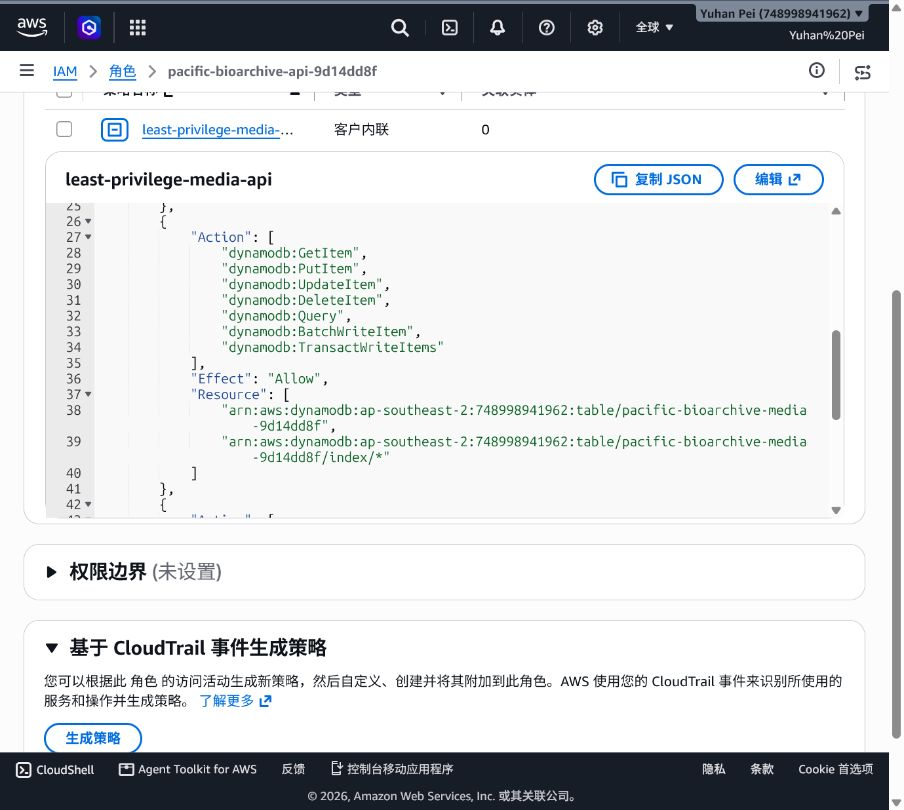 aws
全球
Yuhan Pei (748998941962)
Yuhan%20Pei
IAM
角色
pacific-bioarchive-api-9d14dd8f
least-privilege-media-...
客户内联
0
least-privilege-media-api
复制 JSON
编辑
25 },
26 {
27 "Action": [
28 "dynamodb:GetItem",
29 "dynamodb:PutItem",
30 "dynamodb:UpdateItem",
31 "dynamodb:DeleteItem",
32 "dynamodb:Query",
33 "dynamodb:BatchWriteItem",
34 "dynamodb:TransactWriteItems"
35 ],
36 "Effect": "Allow",
37 "Resource": [
38 "arn:aws:dynamodb:ap-southeast-2:748998941962:table/pacific-bioarchive-media
-9d14dd8f",
39 "arn:aws:dynamodb:ap-southeast-2:748998941962:table/pacific-bioarchive-media
-9d14dd8f/index/*"
40 ]
41 },
42 {
权限边界 (未设置)
基于 CloudTrail 事件生成策略
您可以根据此 角色 的访问活动生成新策略，然后自定义、创建并将其附加到此角色。AWS 使用您的 CloudTrail 事件来识别所使用的
服务和操作并生成策略。 了解更多
生成策略
CloudShell
Agent Toolkit for AWS
反馈
控制台移动应用程序
隐私
条款
Cookie 首选项
© 2026, Amazon Web Services, Inc. 或其关联公司。